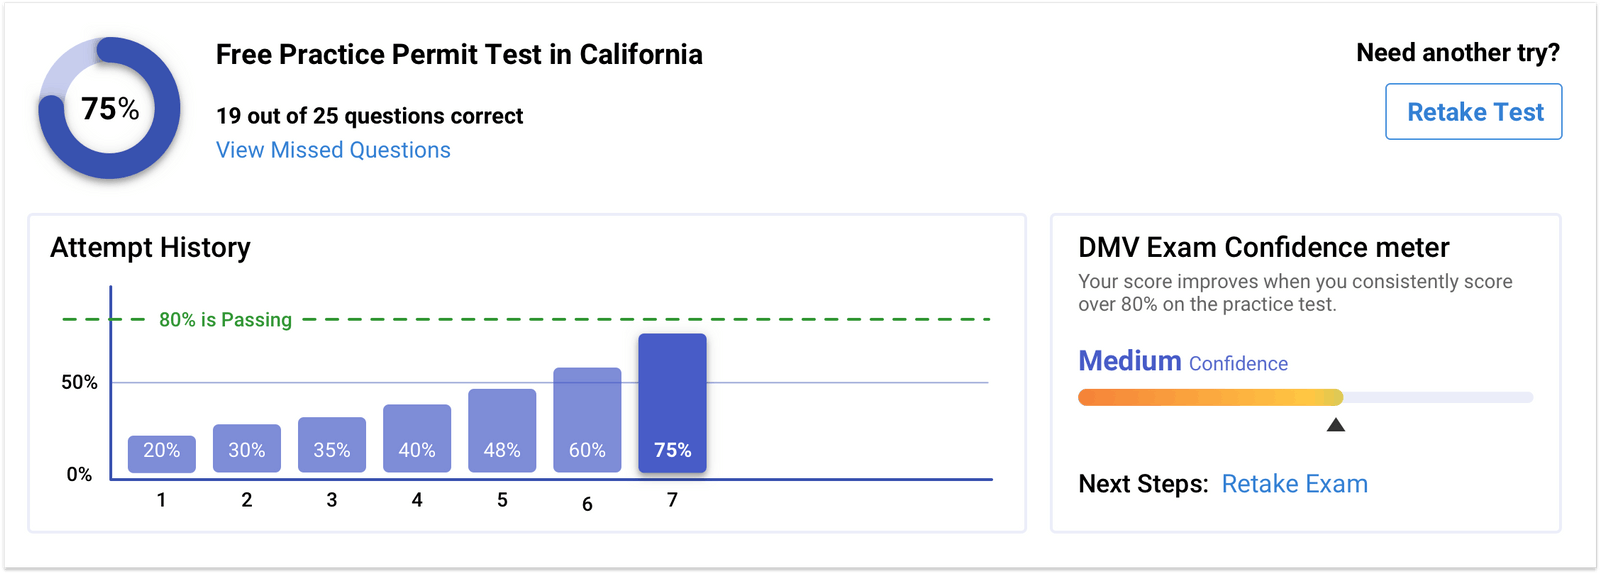 75%
Free Practice Permit Test in California
19 out of 25 questions correct
View Missed Questions
Need another try?
Retake Test
Attempt History
80% is Passing
50%
0%
20% 30% 35% 40% 48% 60% 75%
1 2 3 4 5 6 7
DMV Exam Confidence meter
Your score improves when you consistently score
over 80% on the practice test.
Medium Confidence
Next Steps: Retake Exam